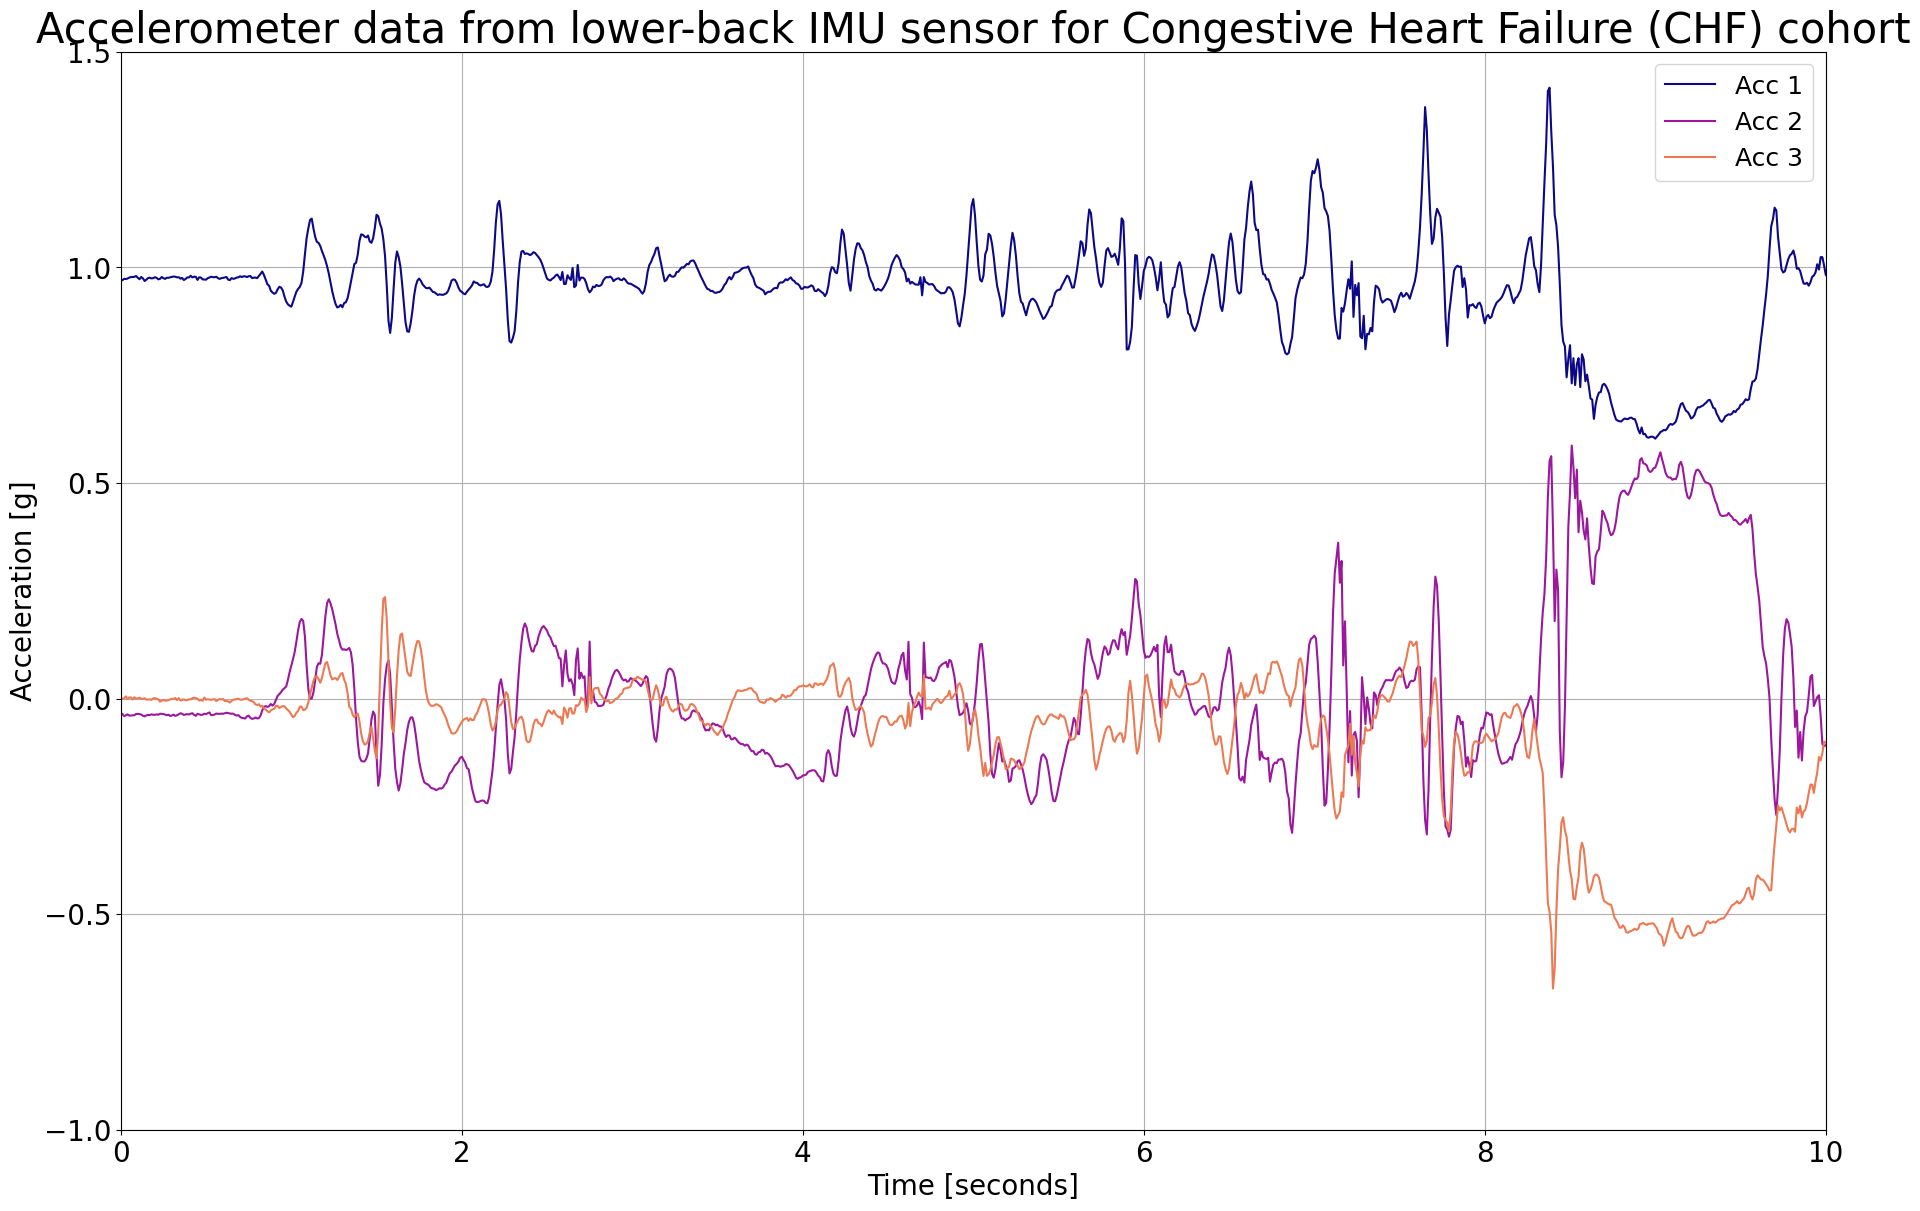 Accelerometer data from lower-back IMU sensor for Congestive Heart Failure (CHF) cohort
1.5
1.0
0.5
0.0
−0.5
−1.0
Acceleration [g]
Acc 1
Acc 2
Acc 3
0 2 4 6 8 10
Time [seconds]